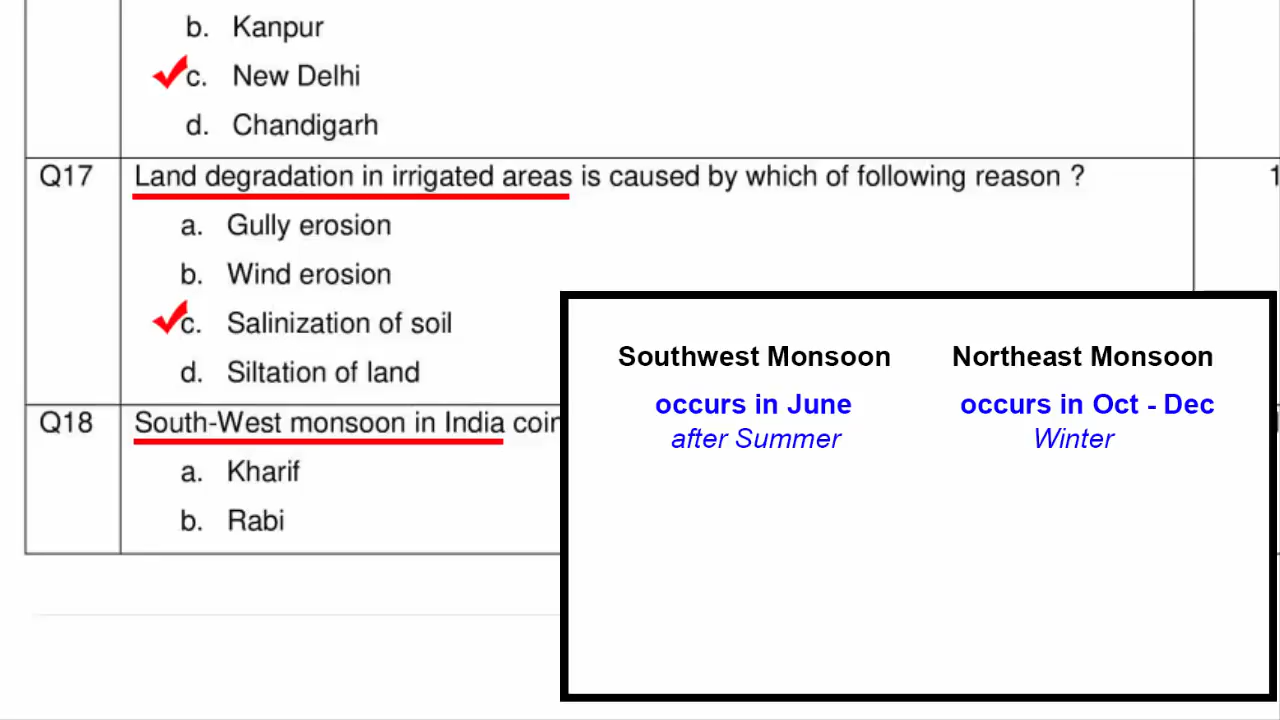 b. Kanpur
c. New Delhi
d. Chandigarh
Q17 Land degradation in irrigated areas is caused by which of following reason ? 1
a. Gully erosion
b. Wind erosion
c. Salinization of soil
d. Siltation of land
Q18 South-West monsoon in India
a. Kharif
b. Rabi
Southwest Monsoon Northeast Monsoon
occurs in June occurs in Oct - Dec
after Summer Winter